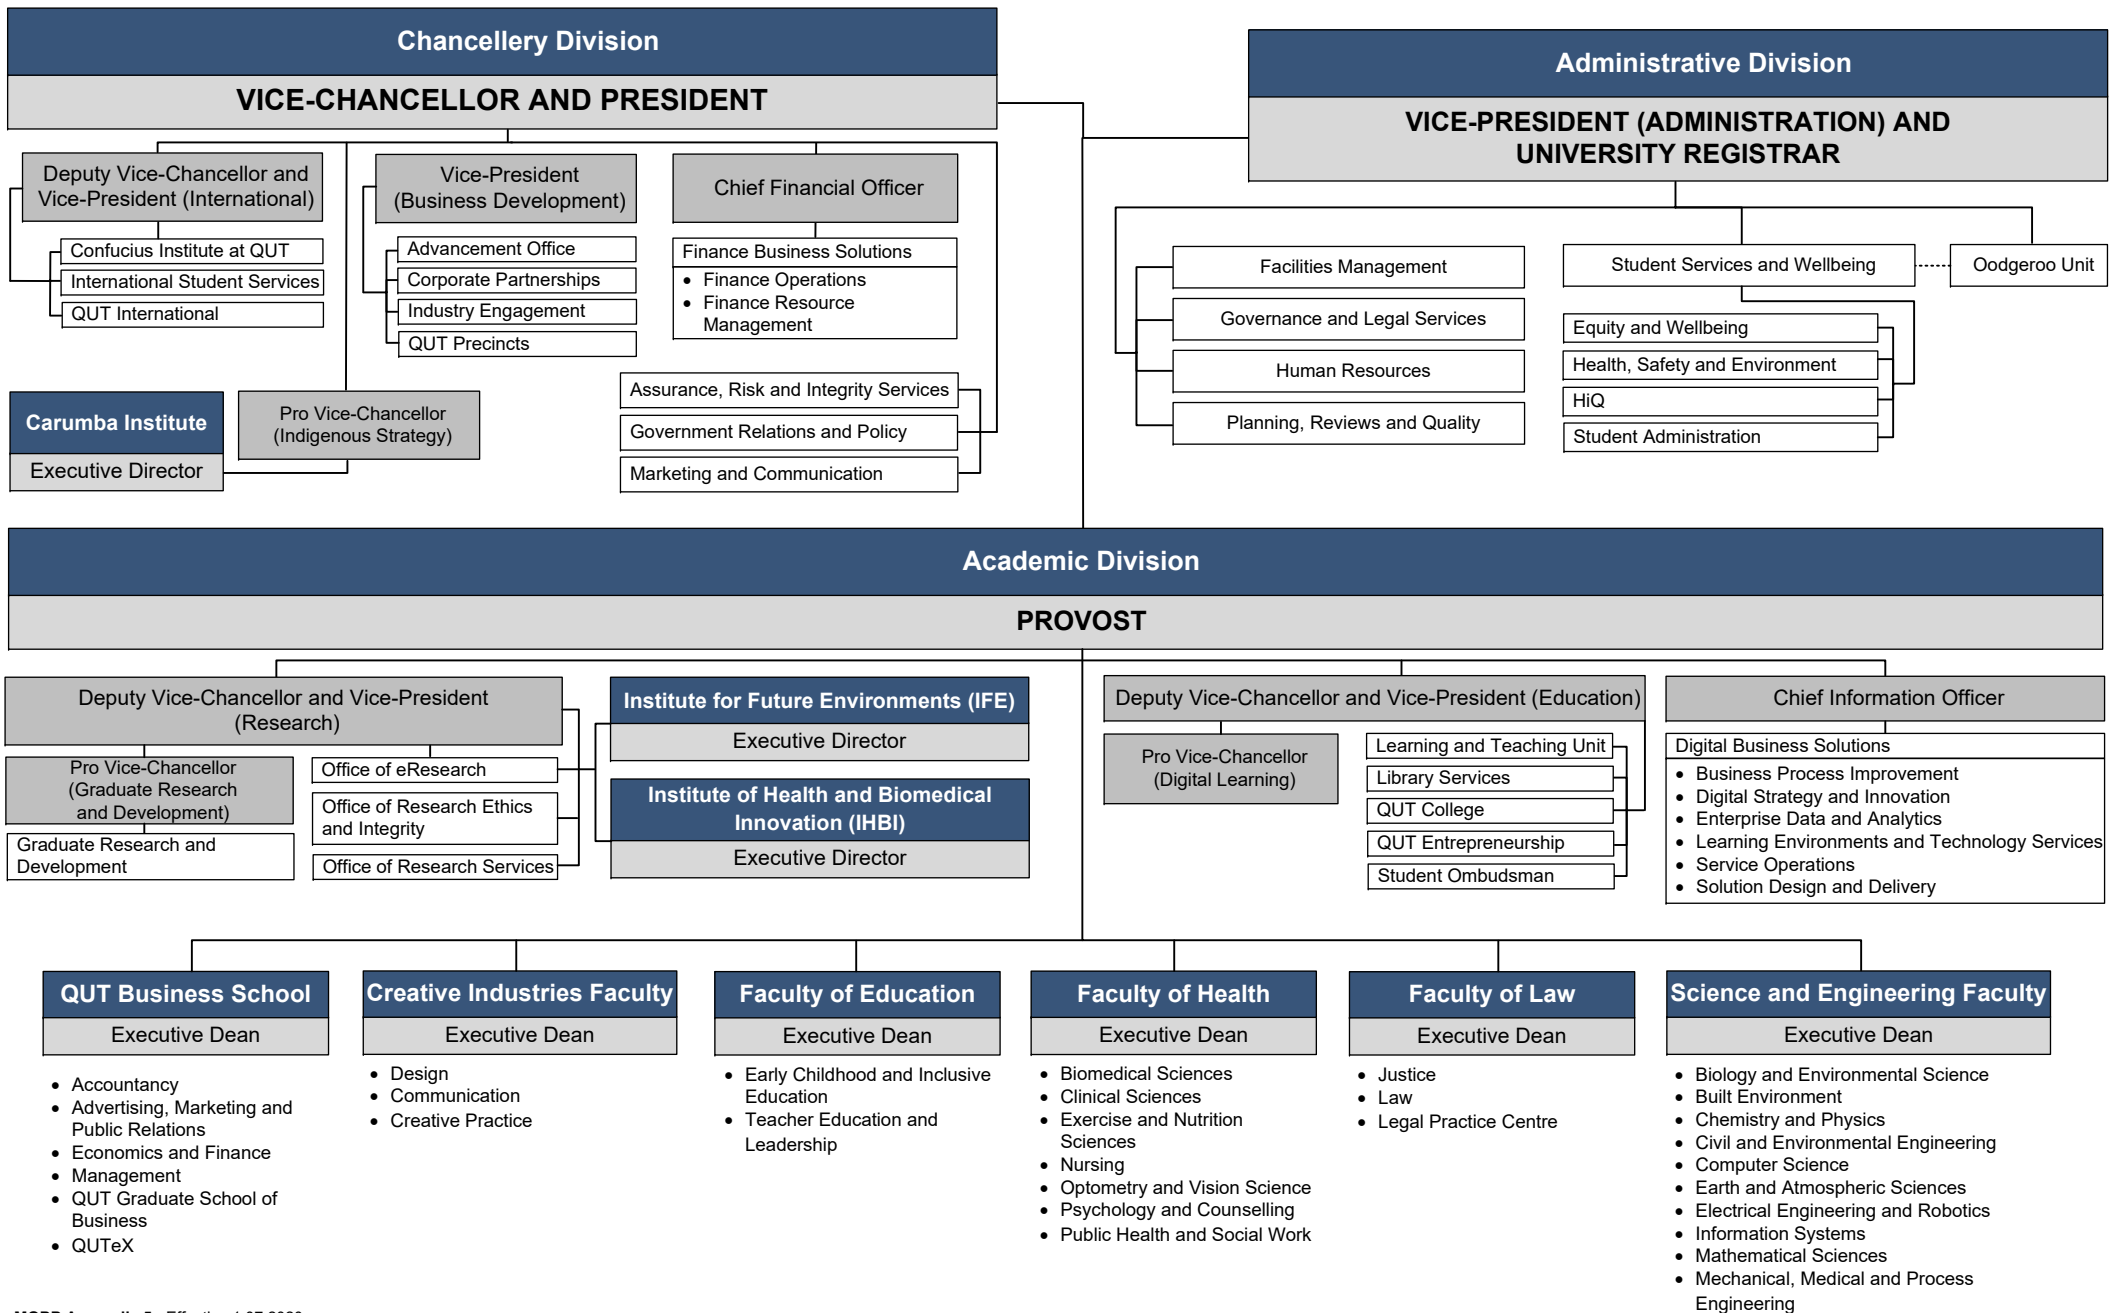 Chancellery Division
VICE-CHANCELLOR AND PRESIDENT
Deputy Vice-Chancellor and
Vice-President (International)
Confucius Institute at QUT
International Student Services
QUT International
Vice-President
(Business Development)
Advancement Office
Corporate Partnerships
Industry Engagement
QUT Precincts
Chief Financial Officer
Finance Business Solutions
• Finance Operations
• Finance Resource
Management
Carumba Institute
Executive Director
Pro Vice-Chancellor
(Indigenous Strategy)
Assurance, Risk and Integrity Services
Government Relations and Policy
Marketing and Communication
Administrative Division
VICE-PRESIDENT (ADMINISTRATION) AND
UNIVERSITY REGISTRAR
Facilities Management
Governance and Legal Services
Human Resources
Planning, Reviews and Quality
Student Services and Wellbeing
Oodgeroo Unit
Equity and Wellbeing
Health, Safety and Environment
HiQ
Student Administration
Academic Division
PROVOST
Deputy Vice-Chancellor and Vice-President
(Research)
Pro Vice-Chancellor
(Graduate Research
and Development)
Graduate Research and
Development
Office of eResearch
Office of Research Ethics
and Integrity
Office of Research Services
Institute for Future Environments (IFE)
Executive Director
Institute of Health and Biomedical
Innovation (IHBI)
Executive Director
Deputy Vice-Chancellor and Vice-President (Education)
Pro Vice-Chancellor
(Digital Learning)
Learning and Teaching Unit
Library Services
QUT College
QUT Entrepreneurship
Student Ombudsman
Chief Information Officer
Digital Business Solutions
• Business Process Improvement
• Digital Strategy and Innovation
• Enterprise Data and Analytics
• Learning Environments and Technology Services
• Service Operations
• Solution Design and Delivery
QUT Business School
Executive Dean
• Accountancy
• Advertising, Marketing and
Public Relations
• Economics and Finance
• Management
• QUT Graduate School of
Business
• QUTeX
Creative Industries Faculty
Executive Dean
• Design
• Communication
• Creative Practice
Faculty of Education
Executive Dean
• Early Childhood and Inclusive
Education
• Teacher Education and
Leadership
Faculty of Health
Executive Dean
• Biomedical Sciences
• Clinical Sciences
• Exercise and Nutrition
Sciences
• Nursing
• Optometry and Vision Science
• Psychology and Counselling
• Public Health and Social Work
Faculty of Law
Executive Dean
• Justice
• Law
• Legal Practice Centre
Science and Engineering Faculty
Executive Dean
• Biology and Environmental Science
• Built Environment
• Chemistry and Physics
• Civil and Environmental Engineering
• Computer Science
• Earth and Atmospheric Sciences
• Electrical Engineering and Robotics
• Information Systems
• Mathematical Sciences
• Mechanical, Medical and Process
Engineering